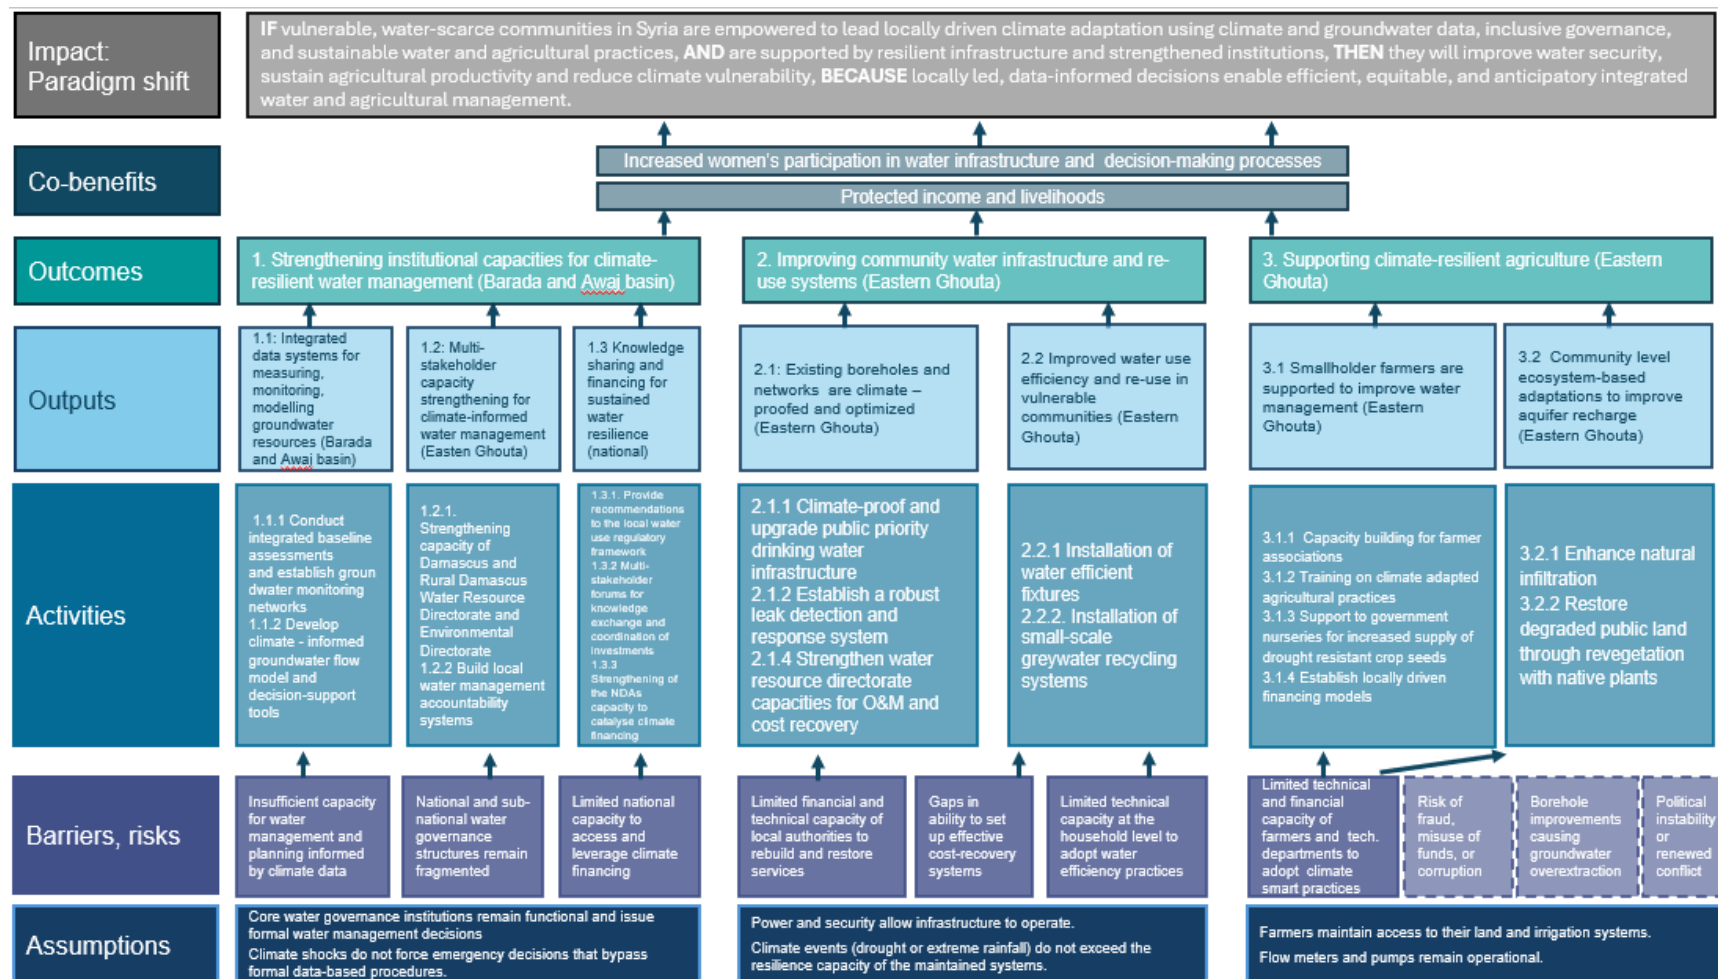 Impact:
Paradigm shift
IF vulnerable, water-scarce communities in Syria are empowered to lead locally driven climate adaptation using climate and groundwater data, inclusive governance,
and sustainable water and agricultural practices, AND are supported by resilient infrastructure and strengthened institutions, THEN they will improve water security,
sustain agricultural productivity and reduce climate vulnerability, BECAUSE locally led, data-informed decisions enable efficient, equitable, and anticipatory integrated
water and agricultural management.
Co-benefits
Increased women's participation in water infrastructure and decision-making processes
Protected income and livelihoods
Outcomes
1. Strengthening institutional capacities for climate-
resilient water management (Barada and Awaj basin)
2. Improving community water infrastructure and re-
use systems (Eastern Ghouta)
3. Supporting climate-resilient agriculture (Eastern
Ghouta)
Outputs
1.1: Integrated
data systems for
measuring,
monitoring,
modelling
groundwater
resources (Barada
and Awaj basin)
1.2: Multi-
stakeholder
capacity
strengthening for
climate-informed
water management
(Easten Ghouta)
1.3 Knowledge
sharing and
financing for
sustained
water
resilience
(national)
2.1: Existing boreholes and
networks are climate –
proofed and optimized
(Eastern Ghouta)
2.2 Improved water use
efficiency and re-use in
vulnerable
communities (Eastern
Ghouta)
3.1 Smallholder farmers are
supported to improve water
management (Eastern
Ghouta)
3.2 Community level
ecosystem-based
adaptations to improve
aquifer recharge
(Eastern Ghouta)
Activities
1.1.1 Conduct
integrated baseline
assessments
and establish groun
dwater monitoring
networks
1.1.2 Develop
climate - informed
groundwater flow
model and
decision-support
tools
1.2.1.
Strengthening
capacity of
Damascus and
Rural Damascus
Water Resource
Directorate and
Environmental
Directorate
1.2.2 Build local
water management
accountability
systems
1.3.1. Provide
recommendations
to the local water
use regulatory
framework
1.3.2 Multi-
stakeholder
forums for
knowledge
exchange and
coordination of
investments
1.3.3
Strengthening of
the NDAs
capacity to
catalyse climate
financing
2.1.1 Climate-proof and
upgrade public priority
drinking water
infrastructure
2.1.2 Establish a robust
leak detection and
response system
2.1.4 Strengthen water
resource directorate
capacities for O&M and
cost recovery
2.2.1 Installation of
water efficient
fixtures
2.2.2. Installation of
small-scale
greywater recycling
systems
3.1.1 Capacity building for farmer
associations
3.1.2 Training on climate adapted
agricultural practices
3.1.3 Support to government
nurseries for increased supply of
drought resistant crop seeds
3.1.4 Establish locally driven
financing models
3.2.1 Enhance natural
infiltration
3.2.2 Restore
degraded public land
through revegetation
with native plants
Barriers, risks
Insufficient capacity
for water
management and
planning informed
by climate data
National and sub-
national water
governance
structures remain
fragmented
Limited national
capacity to
access and
leverage climate
financing
Limited financial and
technical capacity of
local authorities to
rebuild and restore
services
Gaps in
ability to set
up effective
cost-recovery
systems
Limited technical
capacity at the
household level to
adopt water
efficiency practices
Limited technical
and financial
capacity of
farmers and tech.
departments to
adopt climate
smart practices
Risk of
fraud,
misuse of
funds, or
corruption
Borehole
improvements
causing
groundwater
overextraction
Political
instability
or
renewed
conflict
Assumptions
Core water governance institutions remain functional and issue
formal water management decisions
Climate shocks do not force emergency decisions that bypass
formal data-based procedures.
Power and security allow infrastructure to operate.
Climate events (drought or extreme rainfall) do not exceed the
resilience capacity of the maintained systems.
Farmers maintain access to their land and irrigation systems.
Flow meters and pumps remain operational.